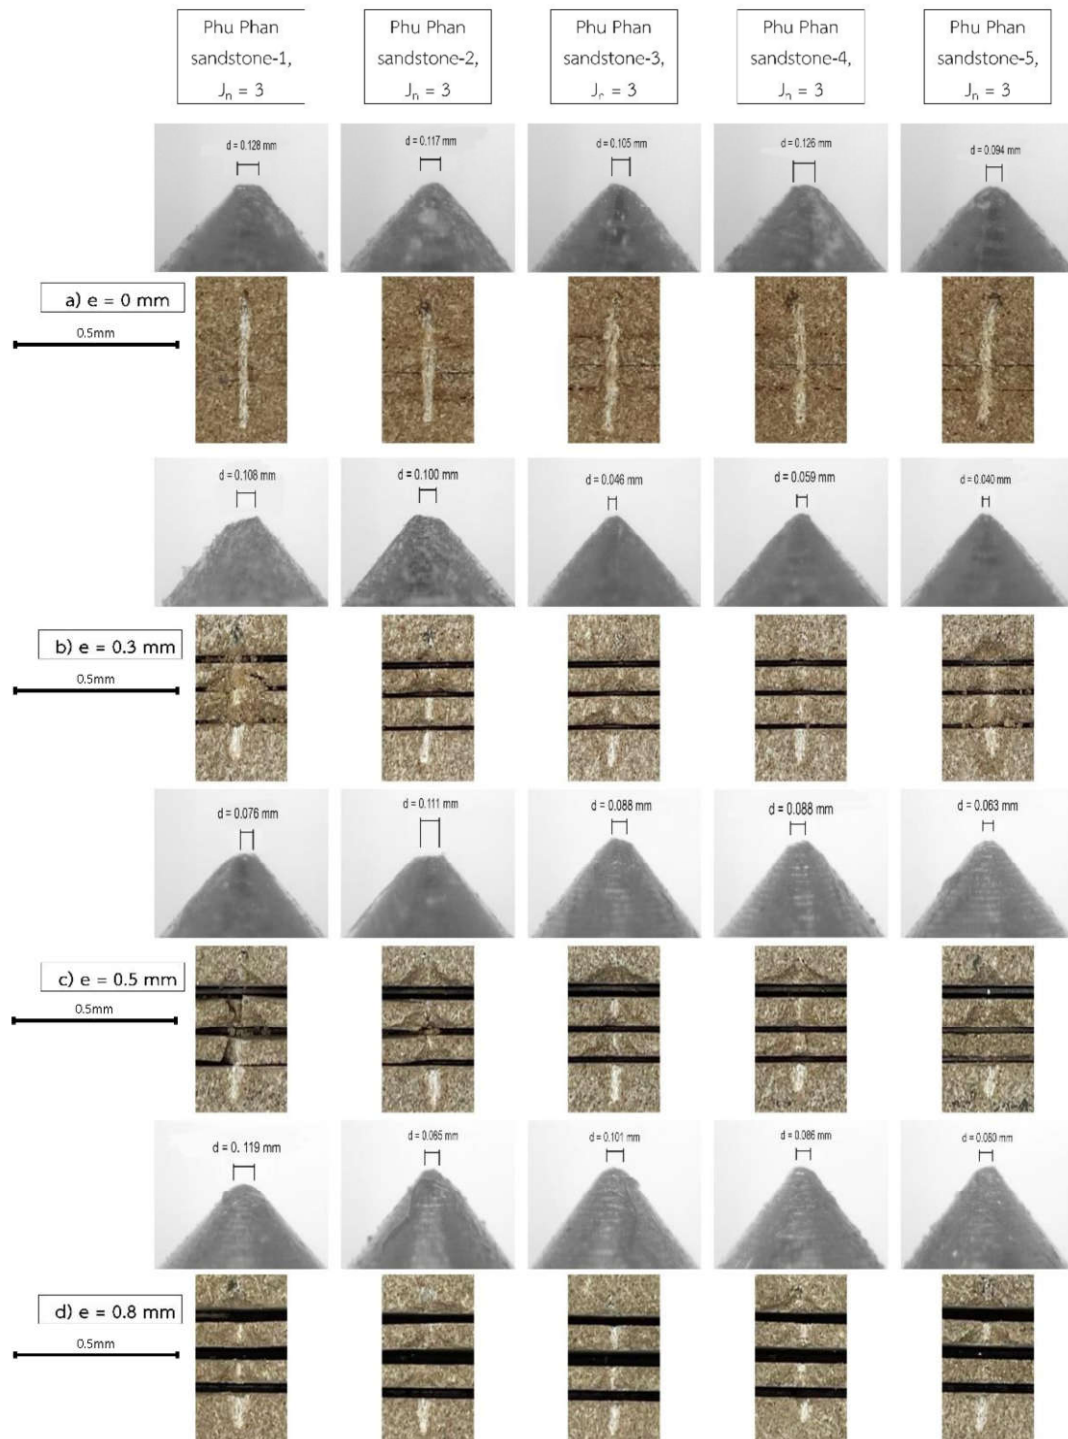 Phu Phan
sandstone-1,
Jn = 3
Phu Phan
sandstone-2,
Jn = 3
Phu Phan
sandstone-3,
Jn = 3
Phu Phan
sandstone-4,
Jn = 3
Phu Phan
sandstone-5,
Jn = 3
d = 0.128 mm
d = 0.117 mm
d = 0.105 mm
d = 0.126 mm
d = 0.094 mm
a) e = 0 mm
0.5mm
d = 0.108 mm
d = 0.100 mm
d = 0.046 mm
d = 0.059 mm
d = 0.040 mm
b) e = 0.3 mm
0.5mm
d = 0.076 mm
d = 0.111 mm
d = 0.088 mm
d = 0.088 mm
d = 0.063 mm
c) e = 0.5 mm
0.5mm
d = 0. 119 mm
d = mm
d = 0.101 mm
d = 0.086 mm
d = mm
d) e = 0.8 mm
0.5mm